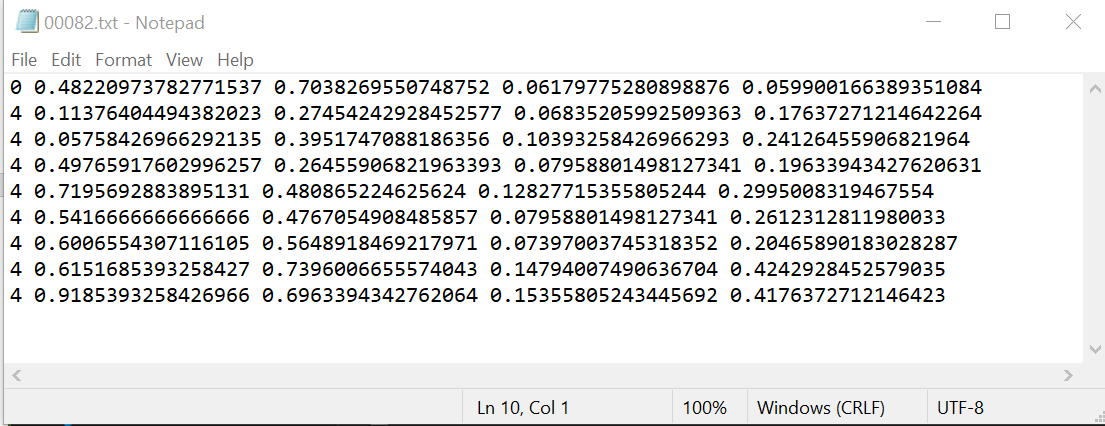 00082.txt - Notepad
File Edit Format View Help
0 0.48220973782771537 0.7038269550748752 0.061797752808988876 0.059900166389351084
4 0.11376404494382023 0.27454242928452577 0.06835205992509363 0.17637271214642264
4 0.05758426966292135 0.3951747088186356 0.10393258426966293 0.241264559068219​64
4 0.49765917602996257 0.26455906821963393 0.07958801498127341 0.19633943427620631
4 0.7195692883895131 0.480865224625624 0.12827715355805244 0.2995008319467554
4 0.5416666666666666 0.4767054908485857 0.07958801498127341 0.2612312811980033
4 0.6006554307116105 0.5648918469217971 0.07397003745318352 0.20465890183028287
4 0.6151685393258427 0.7396006655574043 0.14794007490636704 0.4242928452579035
4 0.9185393258426966 0.6963394342762064 0.15355805243445692 0.4176372712146423
Ln 10, Col 1 100% Windows (CRLF) UTF-8